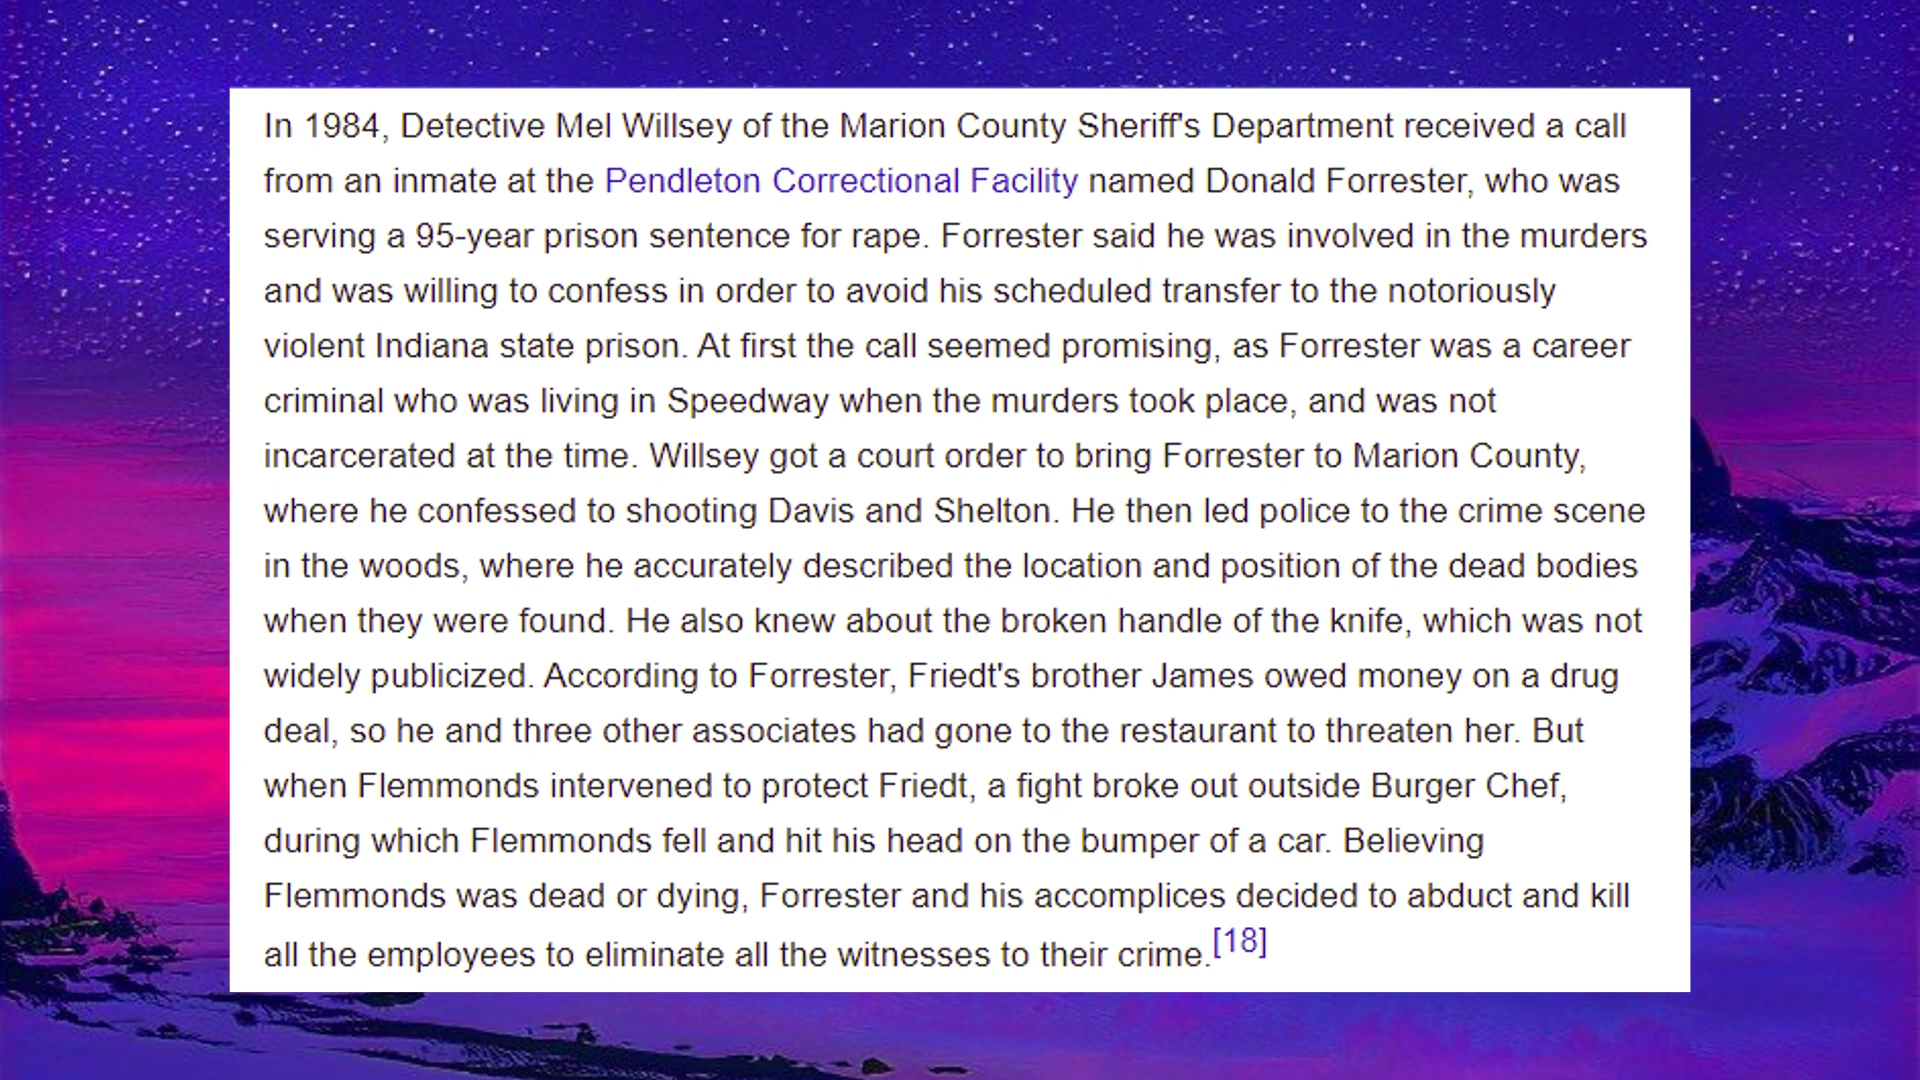 In 1984, Detective Mel Willsey of the Marion County Sheriff's Department received a call
from an inmate at the Pendleton Correctional Facility named Donald Forrester, who was
serving a 95-year prison sentence for rape. Forrester said he was involved in the murders
and was willing to confess in order to avoid his scheduled transfer to the notoriously
violent Indiana state prison. At first the call seemed promising, as Forrester was a career
criminal who was living in Speedway when the murders took place, and was not
incarcerated at the time. Willsey got a court order to bring Forrester to Marion County,
where he confessed to shooting Davis and Shelton. He then led police to the crime scene
in the woods, where he accurately described the location and position of the dead bodies
when they were found. He also knew about the broken handle of the knife, which was not
widely publicized. According to Forrester, Friedt's brother James owed money on a drug
deal, so he and three other associates had gone to the restaurant to threaten her. But
when Flemmonds intervened to protect Friedt, a fight broke out outside Burger Chef,
during which Flemmonds fell and hit his head on the bumper of a car. Believing
Flemmonds was dead or dying, Forrester and his accomplices decided to abduct and kill
all the employees to eliminate all the witnesses to their crime.[18]